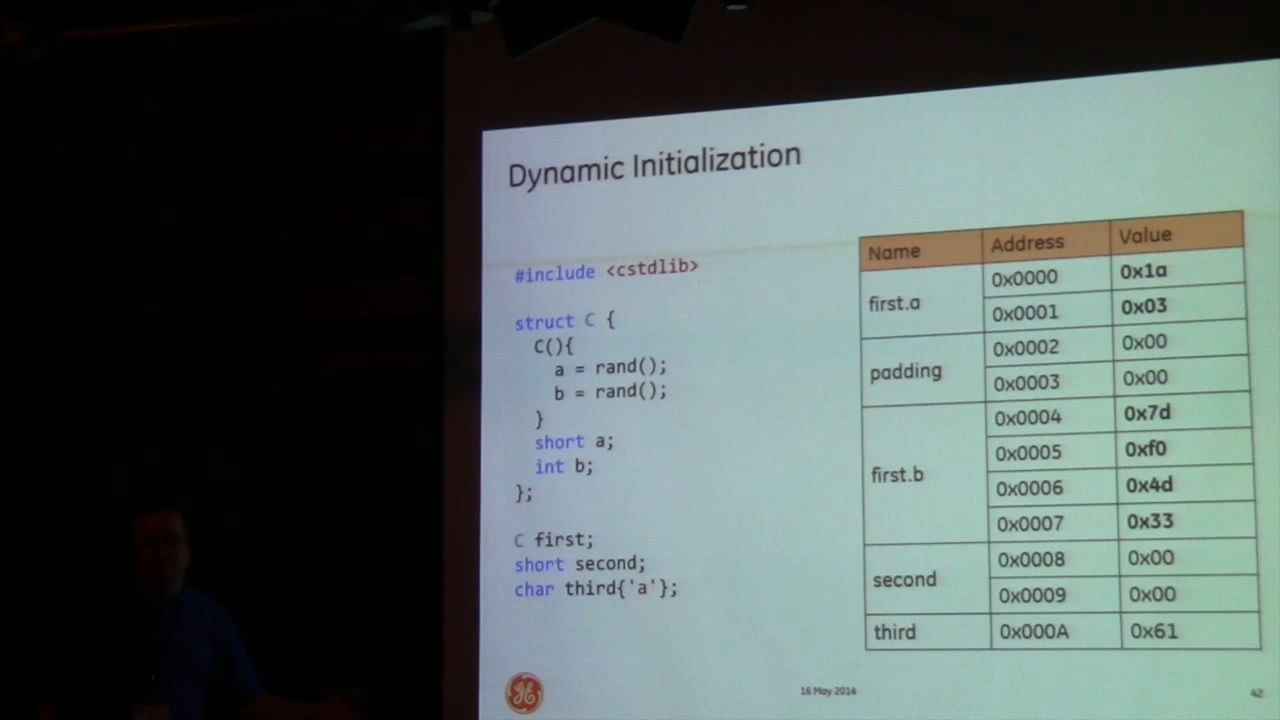 Dynamic Initialization
#include <cstdlib>
struct C {
C(){
a = rand();
b = rand();
}
short a;
int b;
};
C first;
short second;
char third{'a'};
Name Address Value
first.a 0x0000 0x1a
0x0001 0x03
padding 0x0002 0x00
0x0003 0x00
first.b 0x0004 0x7d
0x0005 0xf0
0x0006 0x4d
0x0007 0x33
second 0x0008 0x00
0x0009 0x00
third 0x000A 0x61
GE
16 May 2014
42